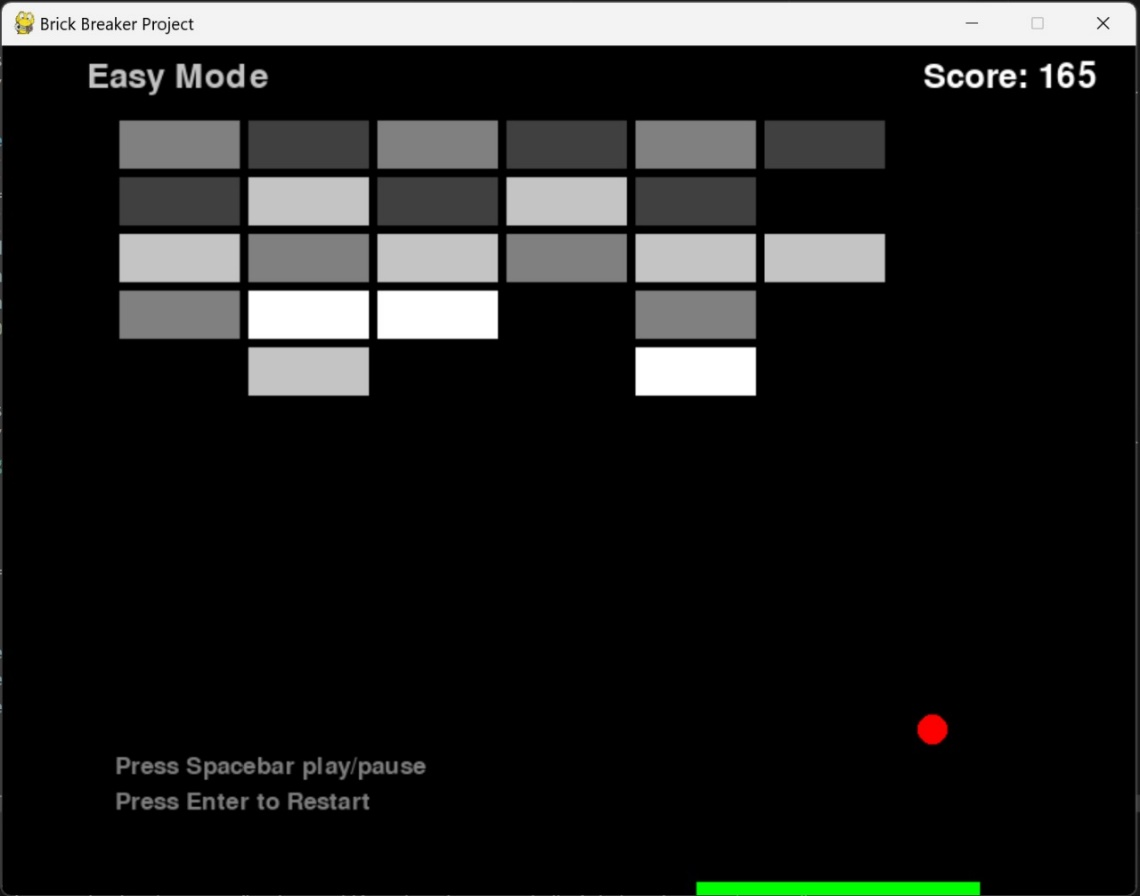 Brick Breaker Project
Easy Mode
Score: 165
Press Spacebar play/pause
Press Enter to Restart